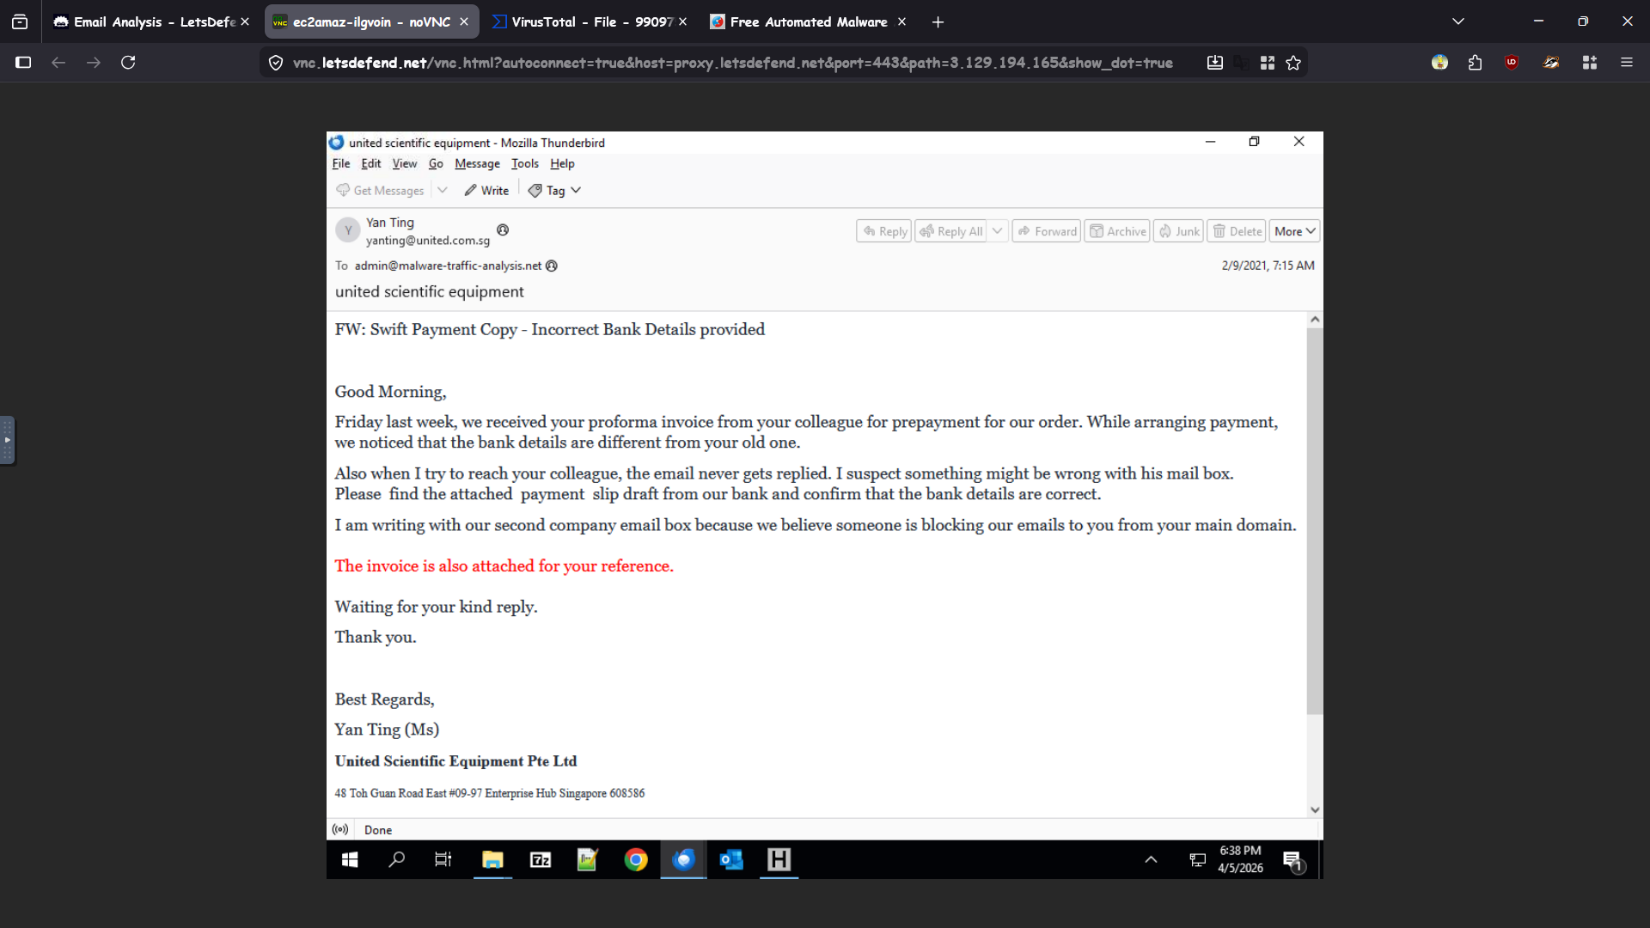 Email Analysis - LetsDefe
ec2amaz-ilgvoin - noVNC
VirusTotal - File - 99097
Free Automated Malware
vnc.letsdefend.net/vnc.html?autoconnect=true&host=proxy.letsdefend.net&port=443&path=3.129.194.165&show_dot=true
united scientific equipment - Mozilla Thunderbird
File Edit View Go Message Tools Help
Get Messages Write Tag
Y
Yan Ting
yanting@united.com.sg
Reply Reply All Forward Archive Junk Delete More
To admin@malware-traffic-analysis.net
2/9/2021, 7:15 AM
united scientific equipment
FW: Swift Payment Copy - Incorrect Bank Details provided
Good Morning,
Friday last week, we received your proforma invoice from your colleague for prepayment for our order. While arranging payment,
we noticed that the bank details are different from your old one.
Also when I try to reach your colleague, the email never gets replied. I suspect something might be wrong with his mail box.
Please  find the attached  payment  slip draft from our bank and confirm that the bank details are correct.
I am writing with our second company email box because we believe someone is blocking our emails to you from your main domain.
The invoice is also attached for your reference.
Waiting for your kind reply.
Thank you.
Best Regards,
Yan Ting (Ms)
United Scientific Equipment Pte Ltd
48 Toh Guan Road East #09-97 Enterprise Hub Singapore 608586
Done
7z
H
6:38 PM
4/5/2026
1